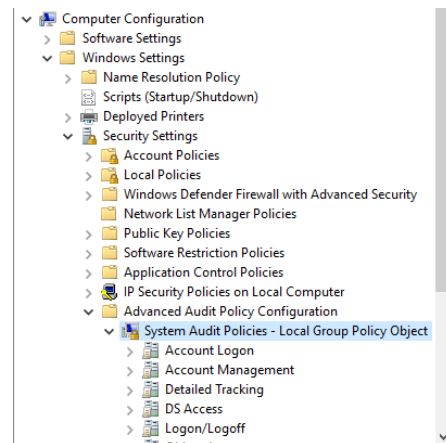 Computer Configuration
Software Settings
Windows Settings
Name Resolution Policy
Scripts (Startup/Shutdown)
Deployed Printers
Security Settings
Account Policies
Local Policies
Windows Defender Firewall with Advanced Security
Network List Manager Policies
Public Key Policies
Software Restriction Policies
Application Control Policies
IP Security Policies on Local Computer
Advanced Audit Policy Configuration
System Audit Policies - Local Group Policy Object
Account Logon
Account Management
Detailed Tracking
DS Access
Logon/Logoff